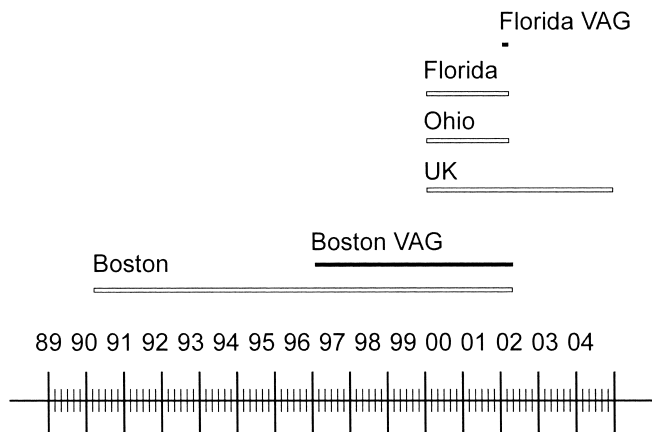 Florida VAG
Florida
Ohio
UK
Boston VAG
Boston
89 90 91 92 93 94 95 96 97 98 99 00 01 02 03 04